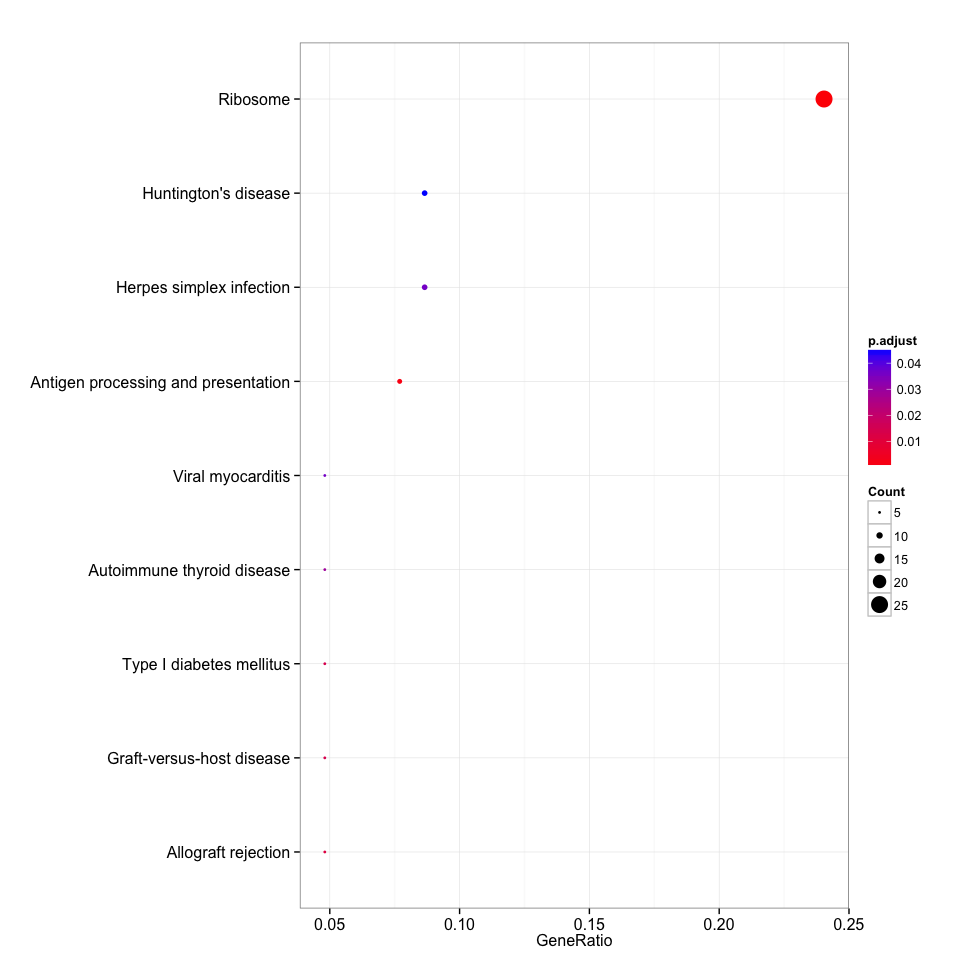 Ribosome
Huntington's disease
Herpes simplex infection
Antigen processing and presentation
Viral myocarditis
Autoimmune thyroid disease
Type I diabetes mellitus
Graft-versus-host disease
Allograft rejection
0.05 0.10 0.15 0.20 0.25
GeneRatio
p.adjust
0.04
0.03
0.02
0.01
Count
5
10
15
20
25